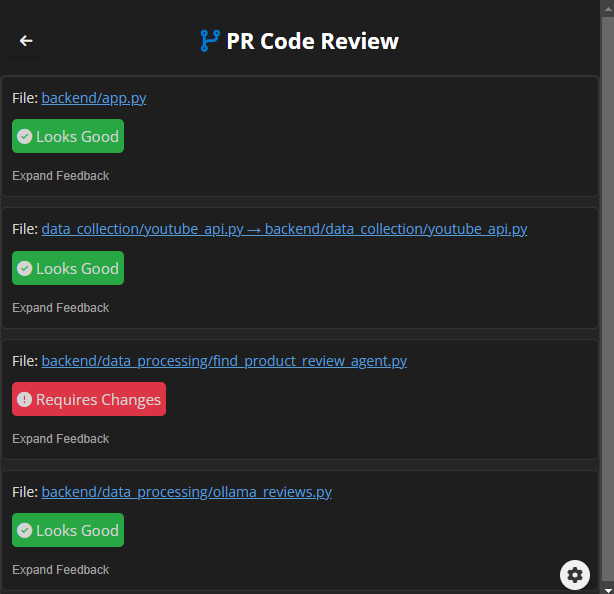 PR Code Review
File: backend/app.py
Looks Good
Expand Feedback
File: data_collection/youtube_api.py → backend/data_collection/youtube_api.py
Looks Good
Expand Feedback
File: backend/data_processing/find_product_review_agent.py
Requires Changes
Expand Feedback
File: backend/data_processing/ollama_reviews.py
Looks Good
Expand Feedback